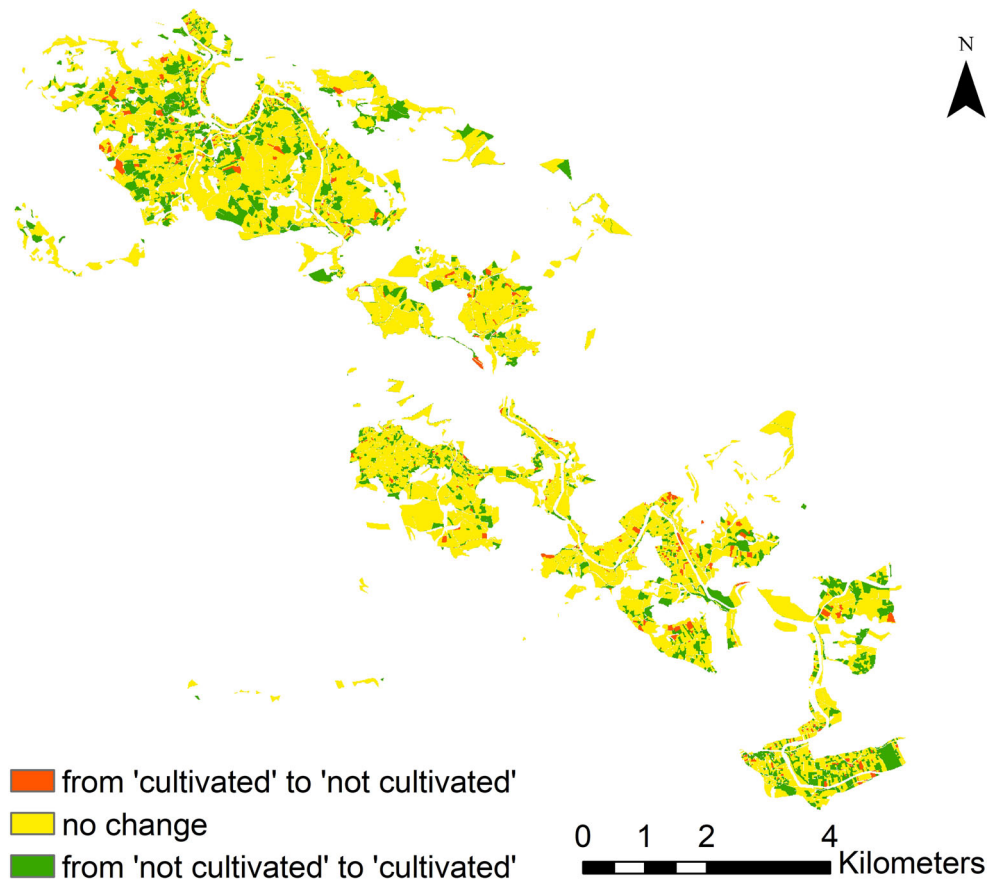 N
from 'cultivated' to 'not cultivated'
no change
from 'not cultivated' to 'cultivated'
0 1 2 4
Kilometers